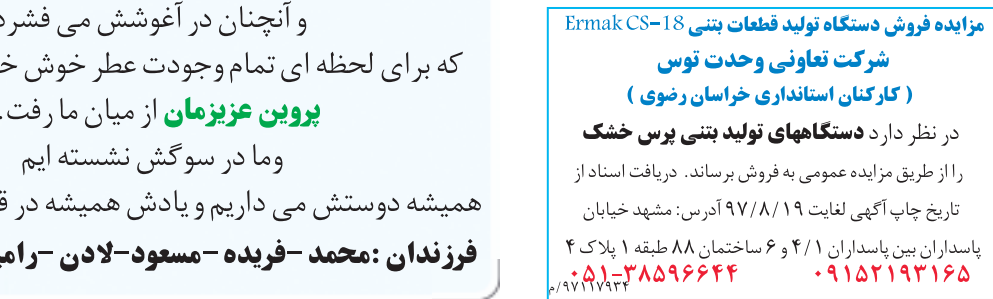 مزایده فروش دستگاه تولید قطعات بتنی Ermak CS-18
شرکت تعاونی وحدت توس
( کارکنان استانداری خراسان رضوی )
در نظر دارد دستگاههای تولید بتنی پرس خشک
را از طریق مزایده عمومی به فروش برساند. دریافت اسناد از
تاریخ چاپ آگهی لغایت ۹۷/۸/۱۹ آدرس: مشهد خیابان
پاسداران بین پاسداران ۴/۱ و ۶ ساختمان ۸۸ طبقه ۱ پلاک ۴
۰۹۱۵۲۱۹۳۱۶۵ ۰۵۱-۳۸۵۹۶۶۴۴
۹۷۱۱۷۹۳۴/م
و آنچنان در آغوشش می فشرد
که برای لحظه ای تمام وجودت عطر خوش
پروین عزیزمان از میان ما رفت.
وما در سوگش نشسته ایم
همیشه دوستش می داریم و یادش همیشه در
فرزندان :محمد –فریده –مسعود–لادن –